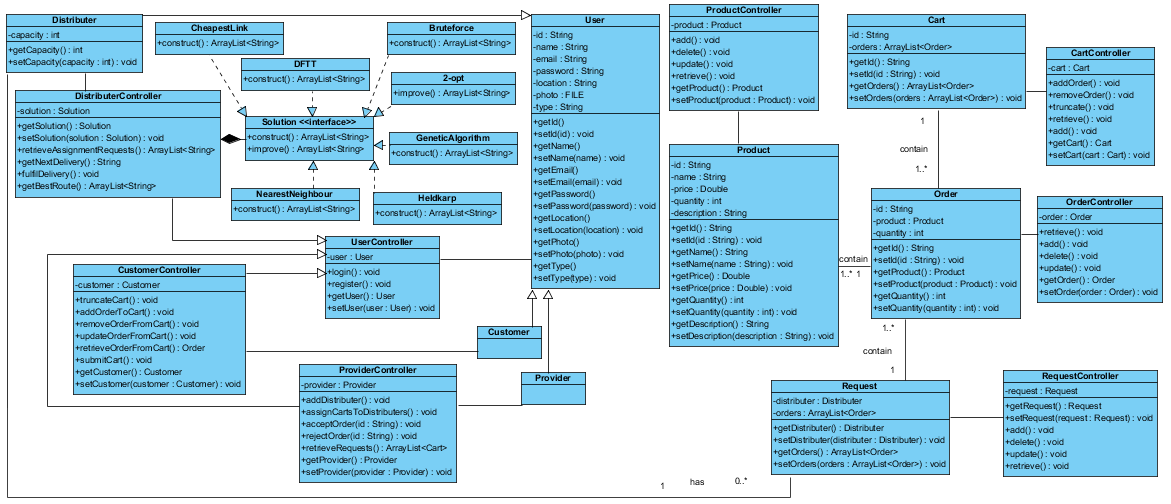 Distributer
-capacity : int
+getCapacity() : int
+setCapacity(capacity : int) : void
CheapestLink
+construct() : ArrayList<String>
Bruteforce
+construct() : ArrayList<String>
DFTT
+construct() : ArrayList<String>
2-opt
+improve() : ArrayList<String>
DistributerController
-solution : Solution
+getSolution() : Solution
+setSolution(solution : Solution) : void
+retrieveAssignmentRequests() : ArrayList<String>
+getNextDelivery() : String
+fulfilDelivery() : void
+getBestRoute() : ArrayList<String>
Solution <<interface>>
+construct() : ArrayList<String>
+improve() : ArrayList<String>
GeneticAlgorithm
+construct() : ArrayList<String>
NearestNeighbour
+construct() : ArrayList<String>
Heldkarp
+construct() : ArrayList<String>
User
-id : String
-name : String
-email : String
-password : String
-location : String
-photo : FILE
-type : String
+getId()
+setId(id) : void
+getName()
+setName(name) : void
+getEmail()
+setEmail(email) : void
+getPassword()
+setPassword(password) : void
+getLocation()
+setLocation(location) : void
+getPhoto()
+setPhoto(photo) : void
+getType()
+setType(type) : void
UserController
-user : User
+login() : void
+register() : void
+getUser() : User
+setUser(user : User) : void
CustomerController
-customer : Customer
+truncateCart() : void
+addOrderToCart() : void
+removeOrderFromCart() : void
+updateOrderFromCart() : void
+retrieveOrderFromCart() : Order
+submitCart() : void
+getCustomer() : Customer
+setCustomer(customer : Customer) : void
Customer
Provider
ProviderController
-provider : Provider
+addDistributer() : void
+assignCartsToDistributers() : void
+acceptOrder(id : String) : void
+rejectOrder(id : String) : void
+retrieveRequests() : ArrayList<Cart>
+getProvider() : Provider
+setProvider(provider : Provider) : void
ProductController
-product : Product
+add() : void
+delete() : void
+update() : void
+retrieve() : void
+getProduct() : Product
+setProduct(product : Product) : void
Product
-id : String
-name : String
-price : Double
-quantity : int
-description : String
+getId() : String
+setId(id : String) : void
+getName() : String
+setName(name : String) : void
+getPrice() : Double
+setPrice(price : Double) : void
+getQuantity() : int
+setQuantity(quantity : int) : void
+getDescription() : String
+setDescription(description : String) : void
Cart
-id : String
-orders : ArrayList<Order>
+getId() : String
+setId(id : String) : void
+getOrders() : ArrayList<Order>
+setOrders(orders : ArrayList<Order>) : void
CartController
-cart : Cart
+addOrder() : void
+removeOrder() : void
+truncate() : void
+retrieve() : void
+add() : void
+getCart() : Cart
+setCart(cart : Cart) : void
1
contain
1..*
Order
-id : String
-product : Product
-quantity : int
+getId() : String
+setId(id : String) : void
+getProduct() : Product
+setProduct(product : Product) : void
+getQuantity() : int
+setQuantity(quantity : int) : void
OrderController
-order : Order
+retrieve() : void
+add() : void
+delete() : void
+update() : void
+getOrder() : Order
+setOrder(order : Order) : void
contain
1..* 1
1..*
contain
1
Request
-distributer : Distributer
-orders : ArrayList<Order>
+getDistributer() : Distributer
+setDistributer(distributer : Distributer) : void
+getOrders() : ArrayList<Order>
+setOrders(orders : ArrayList<Order>) : void
RequestController
-request : Request
+getRequest() : Request
+setRequest(request : Request) : void
+add() : void
+delete() : void
+update() : void
+retrieve() : void
1 has 0..*